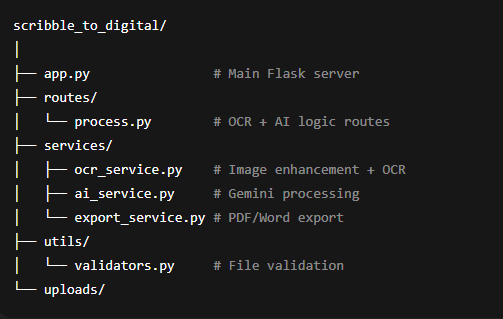 scribble_to_digital/
│
├── app.py                # Main Flask server
├── routes/
│   └── process.py        # OCR + AI logic routes
├── services/
│   ├── ocr_service.py    # Image enhancement + OCR
│   ├── ai_service.py     # Gemini processing
│   └── export_service.py # PDF/Word export
├── utils/
│   └── validators.py     # File validation
└── uploads/